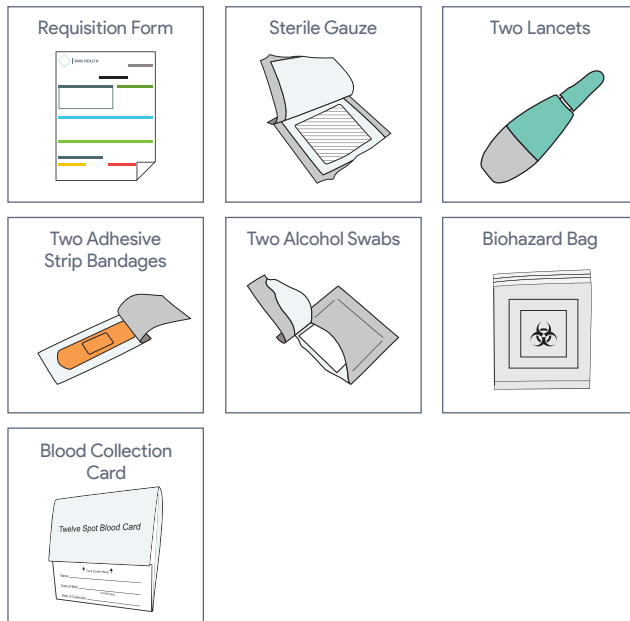 Requisition Form
Sterile Gauze
Two Lancets
Two Adhesive
Strip Bandages
Two Alcohol Swabs
Biohazard Bag
Blood Collection
Card
Twelve Spot Blood Card
Tuck Cover Here
Name
Date of Birth
Date of Collection